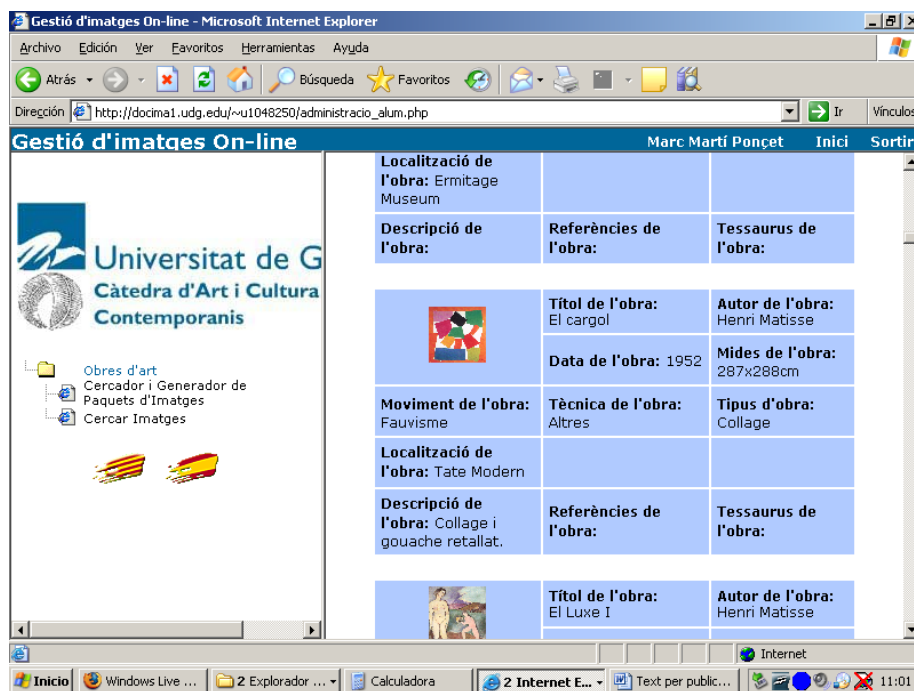 Gestió d'imatges On-line - Microsoft Internet Explorer
Archivo Edición Ver Favoritos Herramientas Ayuda
Atrás Búsqueda Favoritos
Dirección http://docima1.udg.edu/~u1048250/administracio_alum.php Ir Vínculos
Gestió d'imatges On-line Marc Martí Ponçet Inici Sortir
Universitat de G
Càtedra d'Art i Cultura
Contemporanis
Obres d'art
Cercador i Generador de
Paquets d'Imatges
Cercar Imatges
Localització de
l'obra: Ermitage
Museum
Descripció de
l'obra:
Referències de
l'obra:
Tessaurus de
l'obra:
Títol de l'obra:
El cargol
Autor de l'obra:
Henri Matisse
Data de l'obra: 1952
Mides de l'obra:
287x288cm
Moviment de l'obra:
Fauvisme
Tècnica de l'obra:
Altres
Tipus d'obra:
Collage
Localització de
l'obra: Tate Modern
Descripció de
l'obra: Collage i
gouache retallat.
Referències de
l'obra:
Tessaurus de
l'obra:
Títol de l'obra:
El Luxe I
Autor de l'obra:
Henri Matisse
Internet
Inicio Windows Live ... 2 Explorador ... Calculadora 2 Internet E... Text per public... 11:01